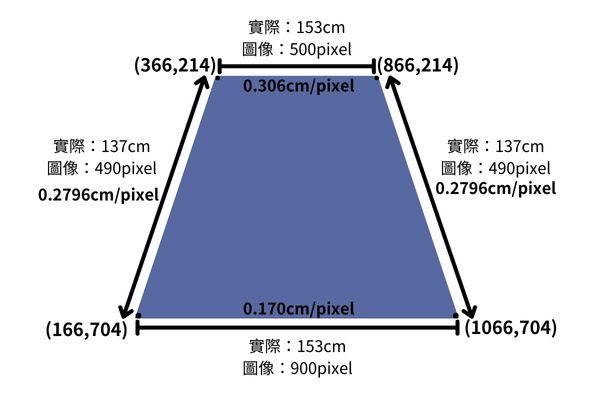 實際：153cm
圖像：500pixel
(366,214)
(866,214)
0.306cm/pixel
實際：137cm
圖像：490pixel
0.2796cm/pixel
實際：137cm
圖像：490pixel
0.2796cm/pixel
0.170cm/pixel
(166,704)
(1066,704)
實際：153cm
圖像：900pixel